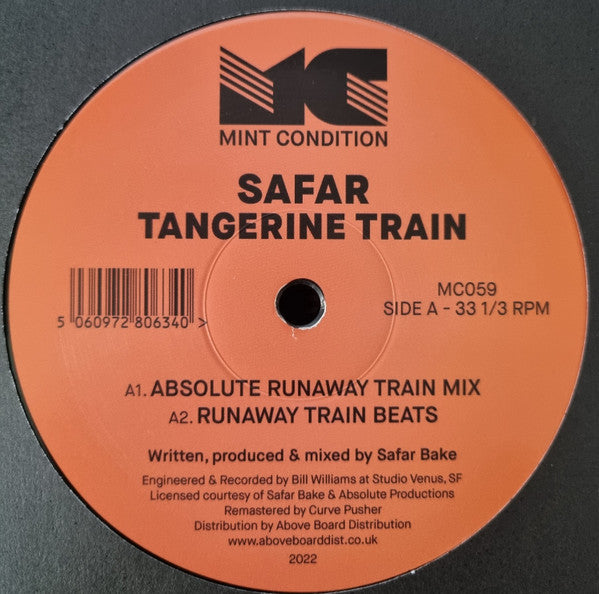 MC
MINT CONDITION
SAFAR
TANGERINE TRAIN
MC059
SIDE A - 33 1/3 RPM
5 060972 806340 >
A1. ABSOLUTE RUNAWAY TRAIN MIX
A2. RUNAWAY TRAIN BEATS
Written, produced & mixed by Safar Bake
Engineered & Recorded by Bill Williams at Studio Venus, SF
Licensed courtesy of Safar Bake & Absolute Productions
Remastered by Curve Pusher
Distribution by Above Board Distribution
www.aboveboarddist.co.uk
2022